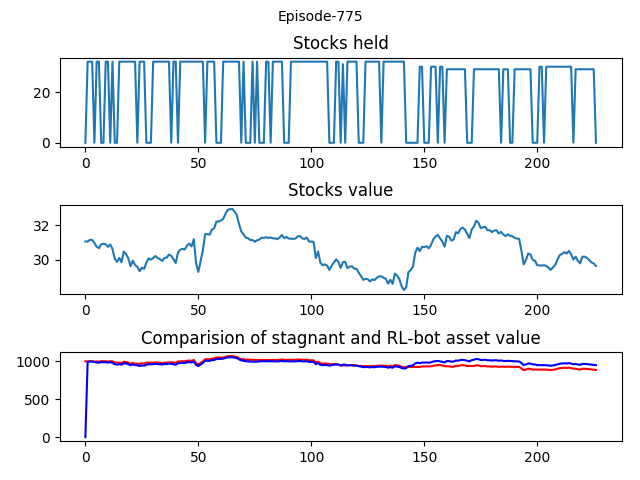 Episode-775
Stocks held
20
0
0 50 100 150 200
Stocks value
32
30
0 50 100 150 200
Comparision of stagnant and RL-bot asset value
1000
500
0
0 50 100 150 200